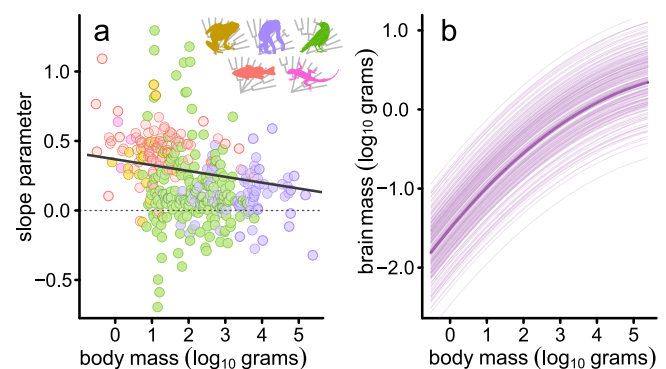 a
slope parameter
1.0
0.5
0.0
−0.5
0 1 2 3 4 5
body mass (log₁₀ grams)
b
brain mass (log₁₀ grams)
1.0
0.0
−1.0
−2.0
0 1 2 3 4 5
body mass (log₁₀ grams)